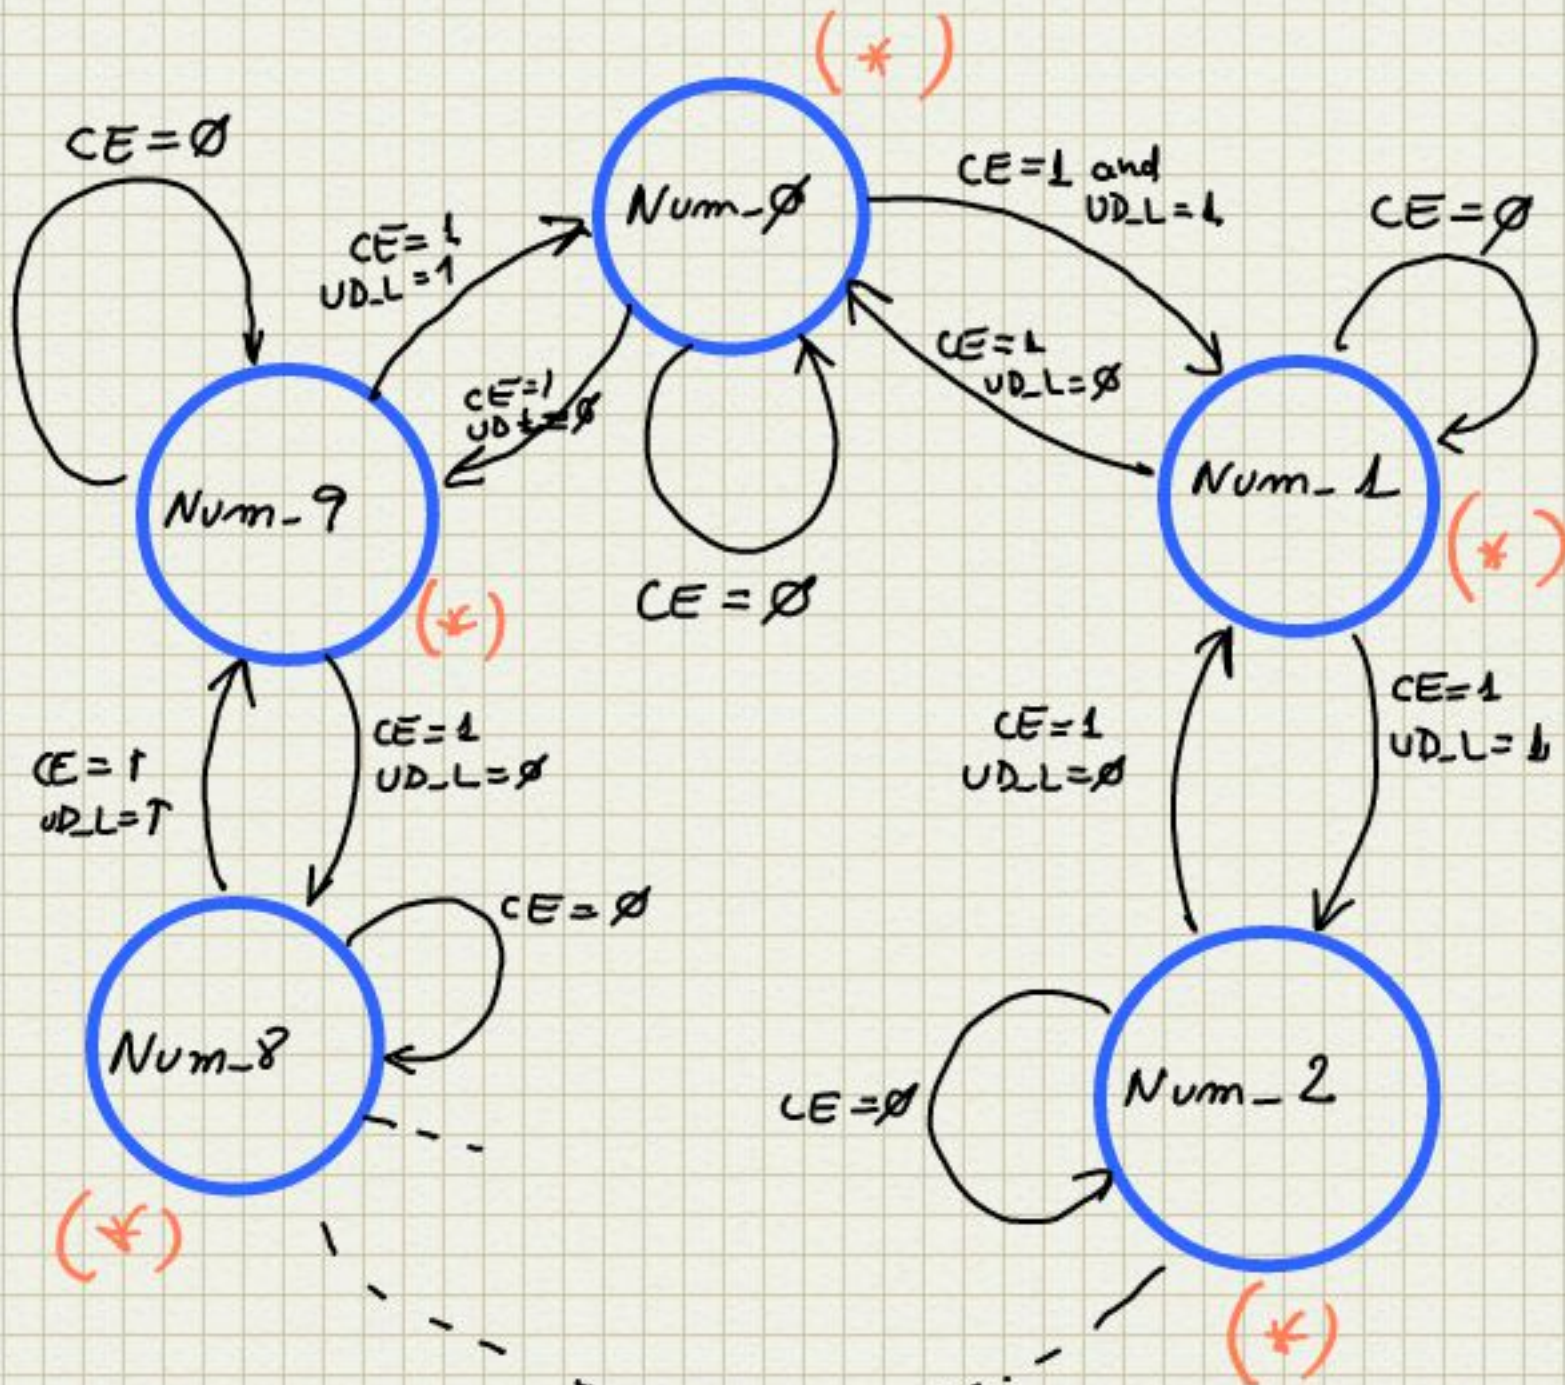 (*)
CE=Ø
Num_Ø
CE=1 and
UD_L=1
CE=Ø
CE=1
UD_L=1
CE=1
UD_L=Ø
CE=1
UD_L=Ø
Num_9
Num_1
(*)
CE=Ø
(*)
CE=1
UD_L=1
CE=1
UD_L=Ø
CE=1
UD_L=Ø
CE=1
UD_L=1
CE=Ø
Num_8
CE=Ø
Num_2
(*)
(*)